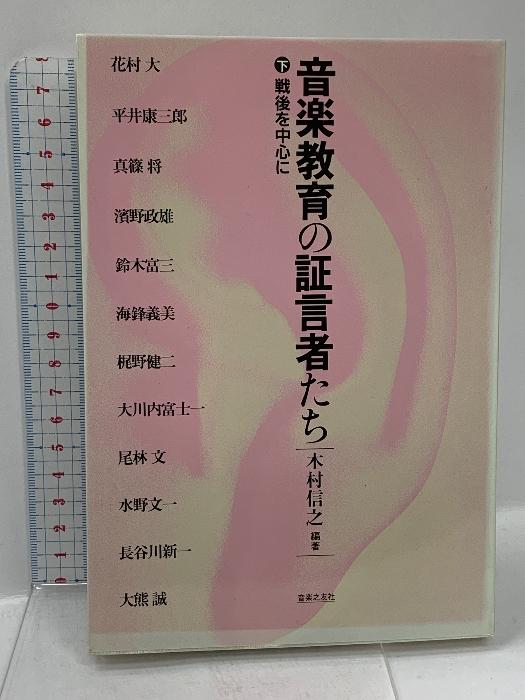 音楽教育の証言者たち
下 戦後を中心に
木村信之 編著
花村 大
平井康三郎
真篠 将
濱野政雄
鈴木富三
海鋒義美
梶野健二
大川内富士一
尾林 文
水野文一
長谷川新一
大熊 誠
音楽之友社